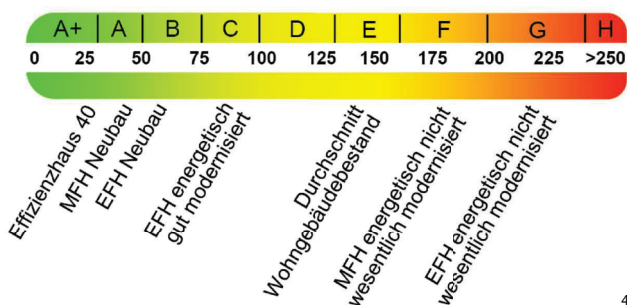 A+ A B C D E F G H
0 25 50 75 100 125 150 175 200 225 >250
Effizienzhaus 40
MFH Neubau
EFH Neubau
EFH energetisch
gut modernisiert
Durchschnitt
Wohngebäudebestand
MFH energetisch nicht
wesentlich modernisiert
EFH energetisch nicht
wesentlich modernisiert